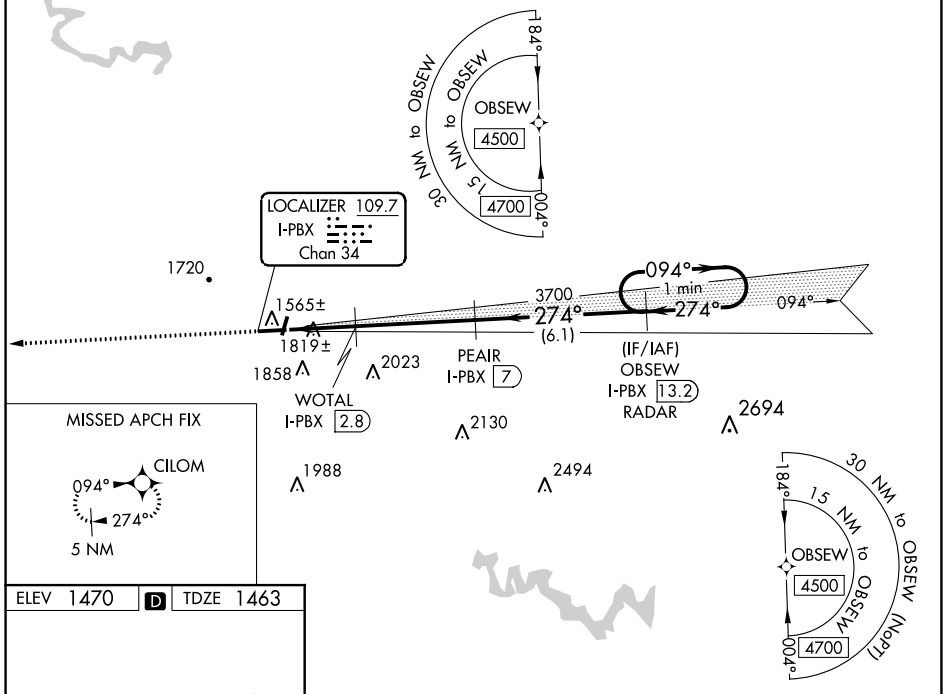 184°
30 NM to OBSEW
15 NM to OBSEW
OBSEW
4500
4700
004°
LOCALIZER 109.7
I-PBX
Chan 34
1720
1565±
1819±
1858
2023
094°
1 min
3700
274°
274°
094°
(6.1)
PEAIR
I-PBX 7
(IF/IAF)
OBSEW
I-PBX 13.2
RADAR
WOTAL
I-PBX 2.8
2130
2694
1988
2494
MISSED APCH FIX
CILOM
094°
274°
5 NM
184°
30 NM to OBSEW (NoPT)
15 NM to OBSEW
OBSEW
4500
4700
004°
ELEV 1470 D TDZE 1463